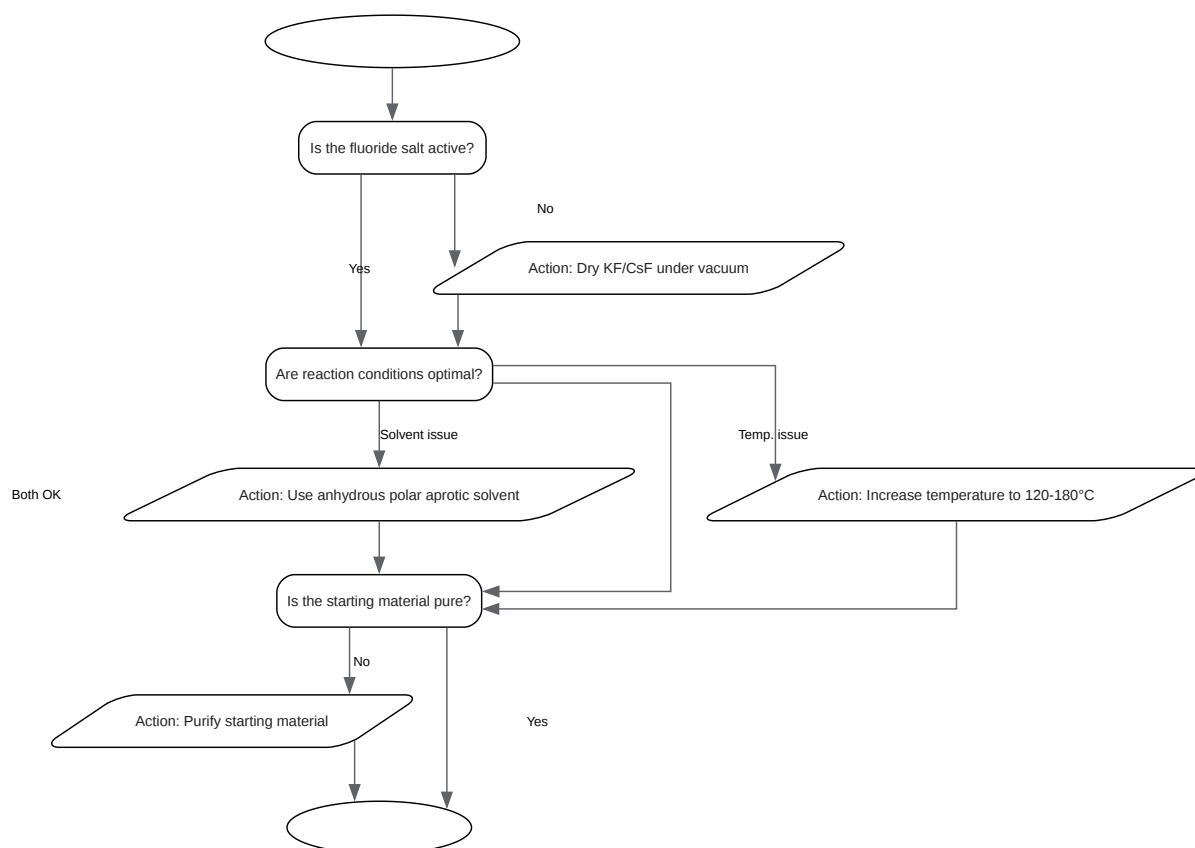 Is the fluoride salt active?
No
Yes
Action: Dry KF/CsF under vacuum
Are reaction conditions optimal?
Solvent issue
Temp. issue
Both OK
Action: Use anhydrous polar aprotic solvent
Action: Increase temperature to 120-180°C
Is the starting material pure?
No
Action: Purify starting material
Yes